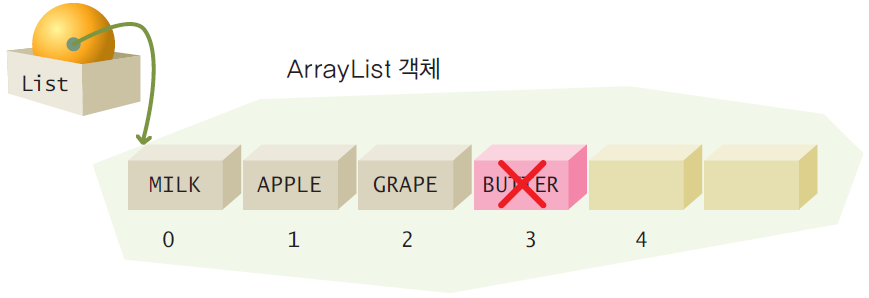 ArrayList 객체
List
MILK APPLE GRAPE BUTTER
0 1 2 3 4